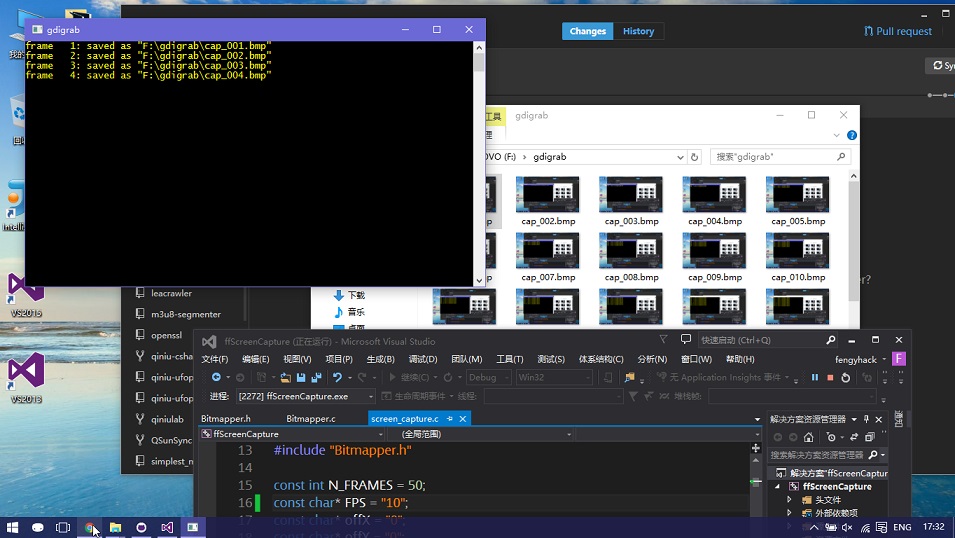 gdigrab
frame 1: saved as "F:\gdigrab\cap_001.bmp"
frame 2: saved as "F:\gdigrab\cap_002.bmp"
frame 3: saved as "F:\gdigrab\cap_003.bmp"
frame 4: saved as "F:\gdigrab\cap_004.bmp"
Changes
History
Pull request
gdigrab
(F:) › gdigrab
搜索"gdigrab"
cap_002.bmp
cap_003.bmp
cap_004.bmp
cap_005.bmp
cap_007.bmp
cap_008.bmp
cap_009.bmp
cap_010.bmp
VS2015
VS2013
leacrawler
m3u8-segmenter
openssl
qiniu-csha
qiniu-ufop
qiniu-ufop
qiniulab
QSunSync
simplest_n
下载
音乐
ffScreenCapture (正在运行) - Microsoft Visual Studio
快速启动 (Ctrl+Q)
文件(F) 编辑(E) 视图(V) 项目(P) 生成(B) 调试(D) 团队(M) 工具(T) 测试(S) 体系结构(C) 分析(N) 窗口(W) 帮助(H)
fengyhack
F
继续(C)
Debug
Win32
无 Application Insights 事件
进程: [2272] ffScreenCapture.exe
生命周期事件
线程:
堆栈帧:
Bitmapper.h
Bitmapper.c
screen_capture.c
ffScreenCapture
(全局范围)
13 #include "Bitmapper.h"
14
15 const int N_FRAMES = 50;
16 const char* FPS = "10";
17 const char* offX = "0";
解决方案资源管理器
搜索解决方案资源管理器
解决方案"ffScreenCaptur
ffScreenCapture
头文件
外部依赖项
ENG
17:32